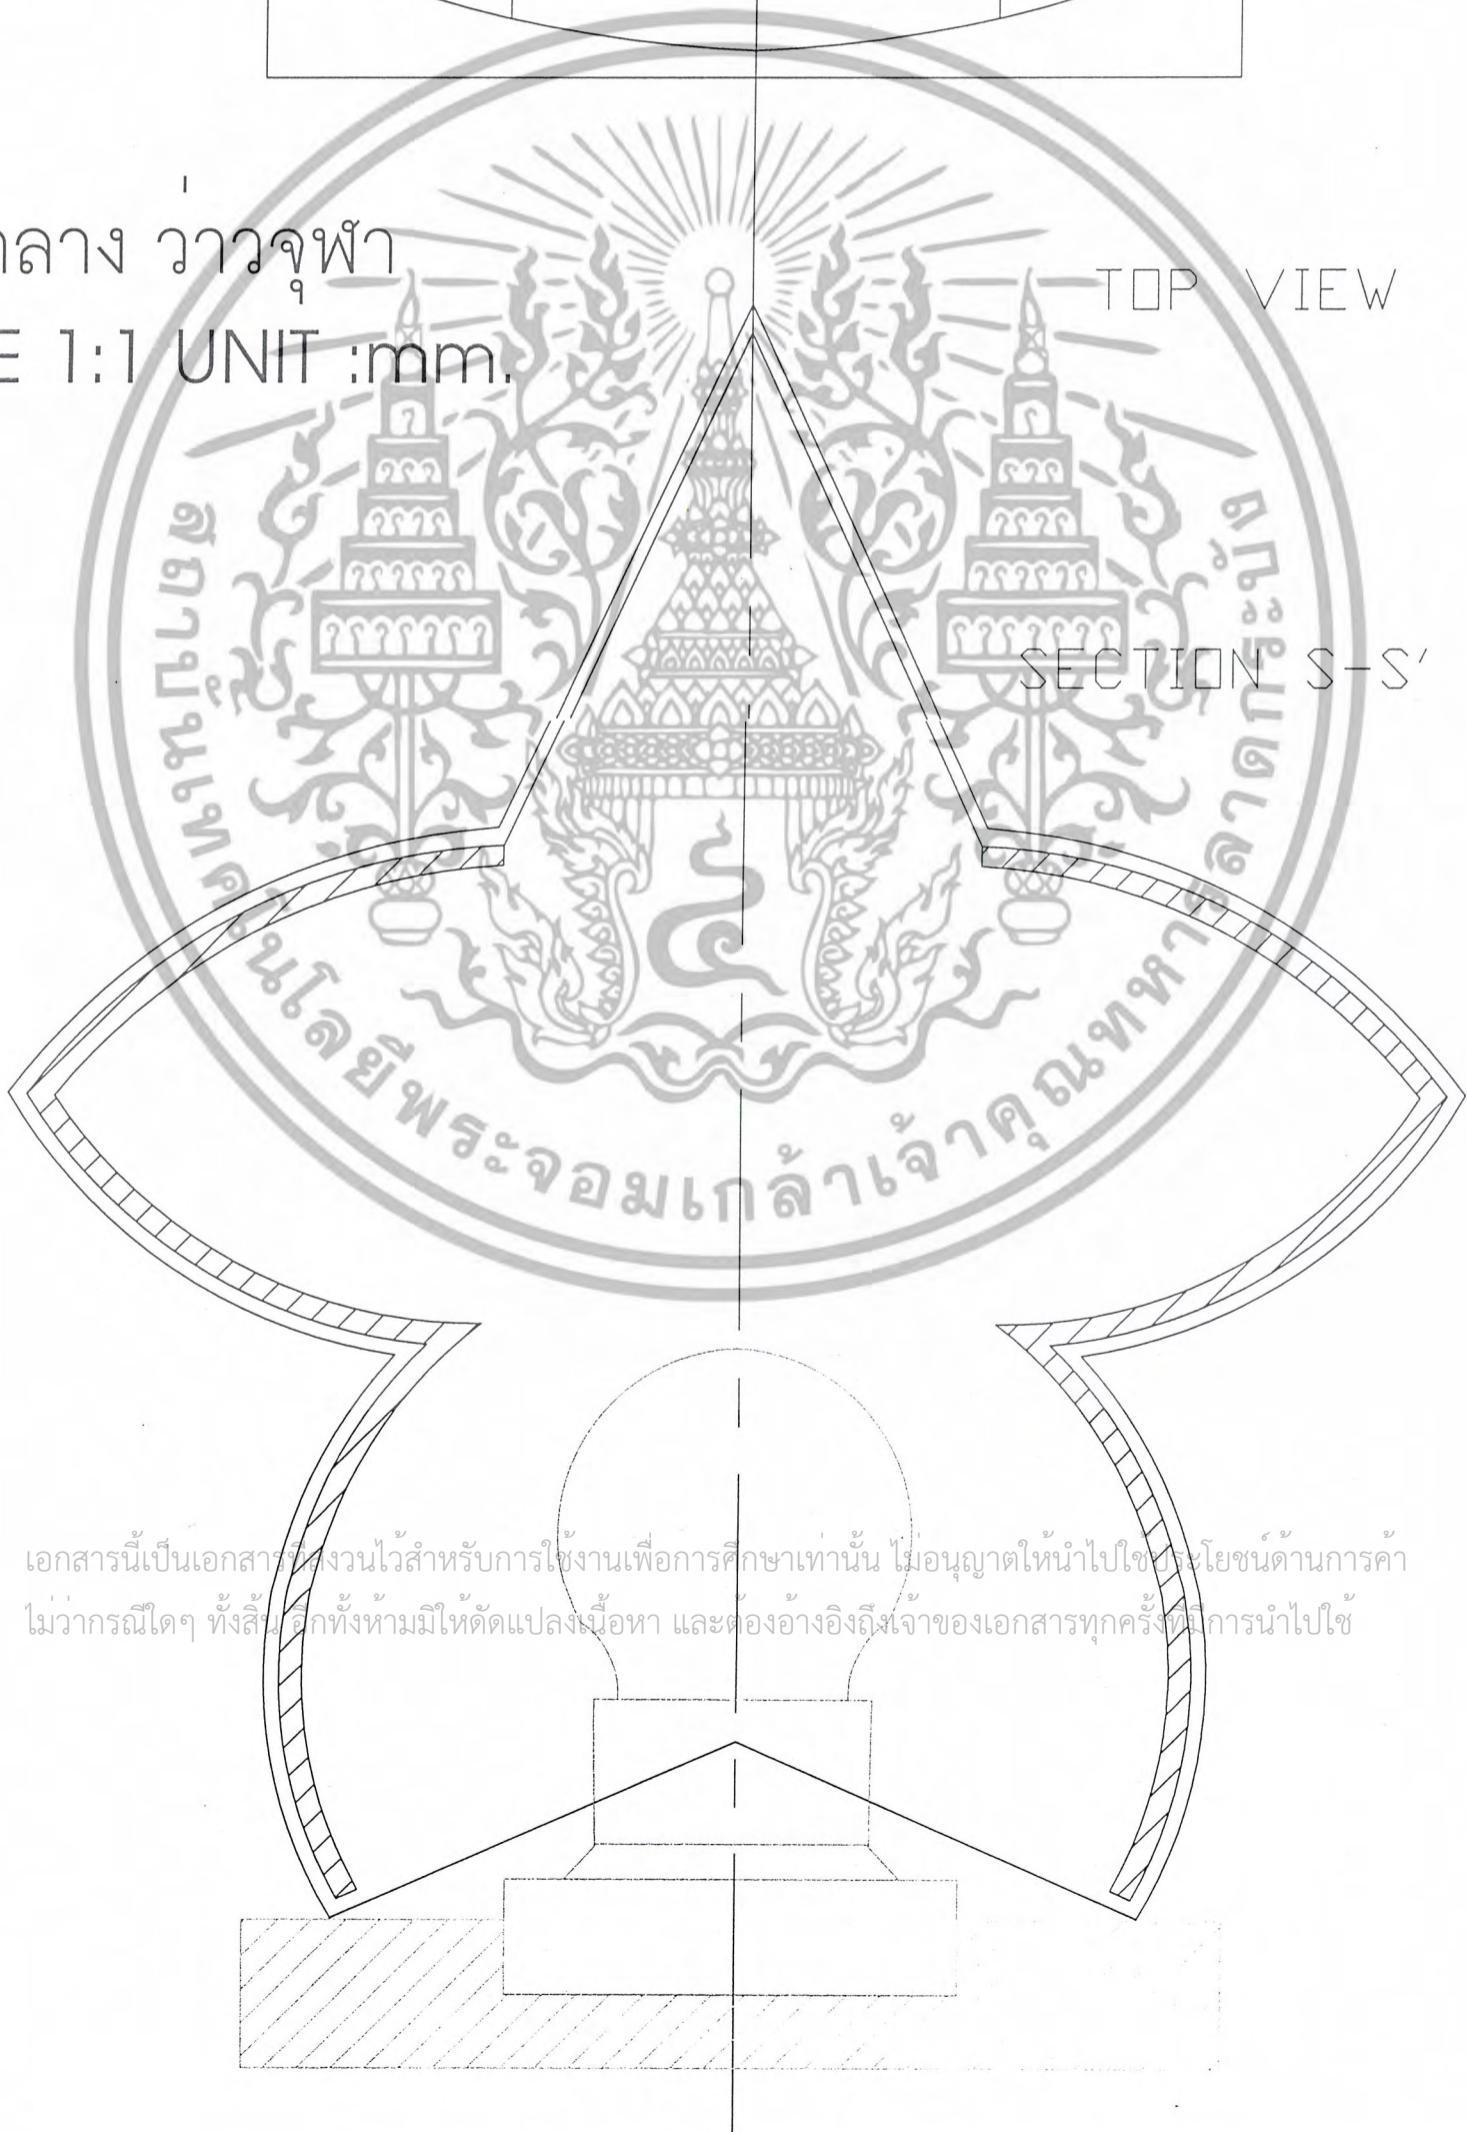 กลาง ว่าวจุฬา
TOP VIEW
E 1:1 UNIT :mm.
SECTION S-S'
สถาบันเทคโนโลยีพระจอมเกล้าเจ้าคุณทหารลาดกระบัง
๔
เอกสารนี้เป็นเอกสารที่สงวนไว้สำหรับการใช้งานเพื่อการศึกษาเท่านั้น ไม่อนุญาตให้นำไปใช้ประโยชน์ด้านการค้า
ไม่ว่ากรณีใดๆ ทั้งสิ้น อีกทั้งห้ามมิให้ดัดแปลงเนื้อหา และต้องอ้างอิงถึงเจ้าของเอกสารทุกครั้งที่มีการนำไปใช้